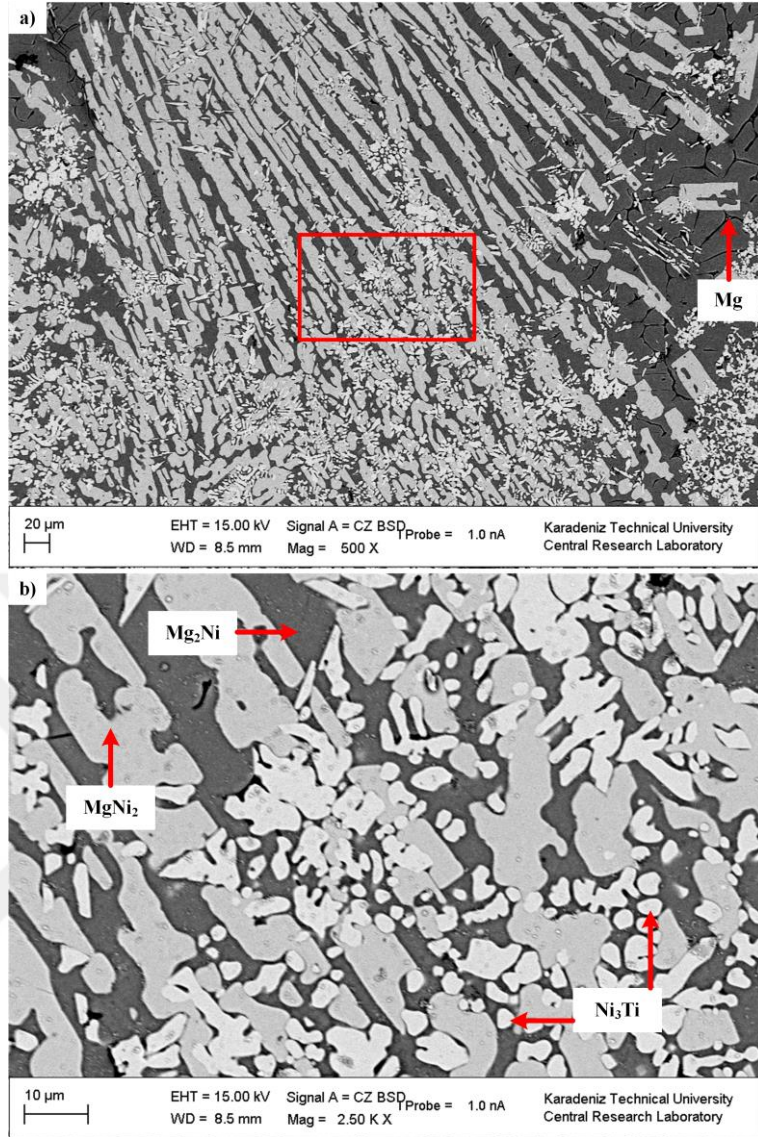 a)
Mg
20 µm
EHT = 15.00 kV Signal A = CZ BSD I Probe = 1.0 nA Karadeniz Technical University
WD = 8.5 mm Mag = 500 X Central Research Laboratory
b)
Mg₂Ni
MgNi₂
Ni₃Ti
10 µm
EHT = 15.00 kV Signal A = CZ BSD I Probe = 1.0 nA Karadeniz Technical University
WD = 8.5 mm Mag = 2.50 K X Central Research Laboratory